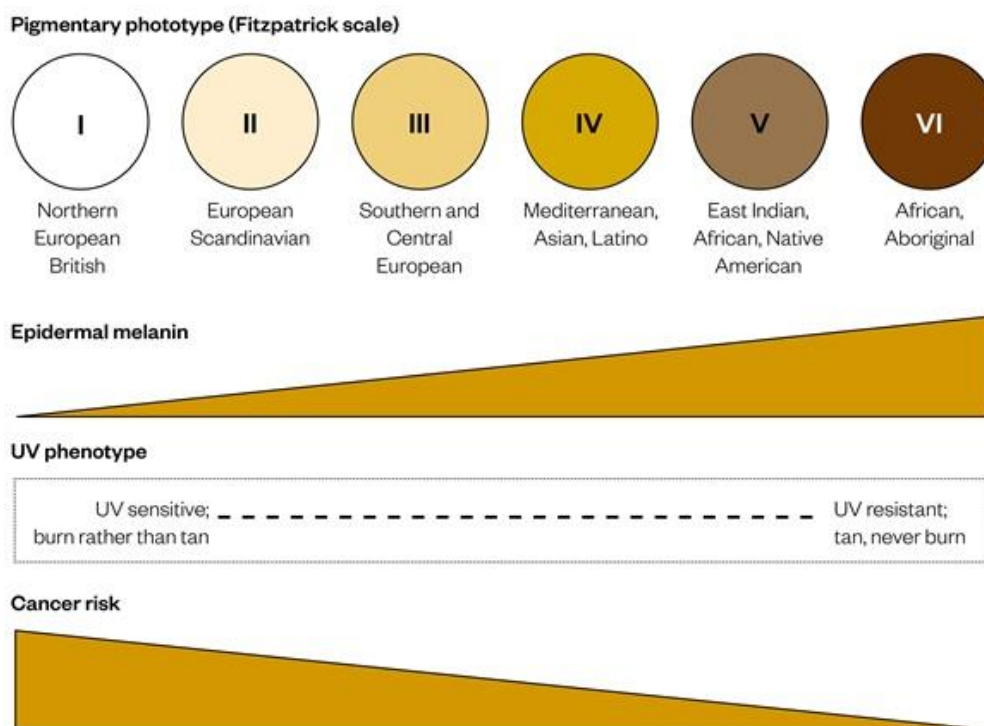 Pigmentary phototype (Fitzpatrick scale)
I
II
III
IV
V
VI
Northern
European
British
European
Scandinavian
Southern and
Central
European
Mediterranean,
Asian, Latino
East Indian,
African, Native
American
African,
Aboriginal
Epidermal melanin
UV phenotype
UV sensitive;
burn rather than tan
UV resistant;
tan, never burn
Cancer risk